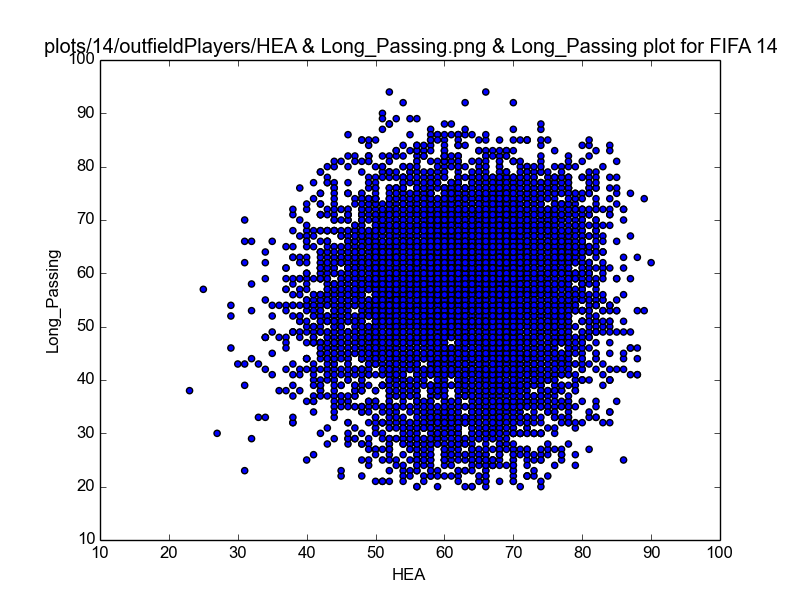 plots/14/outfieldPlayers/HEA & Long_Passing.png & Long_Passing plot for FIFA 14
100
90
80
70
60
50
40
30
20
10
Long_Passing
10 20 30 40 50 60 70 80 90 100
HEA